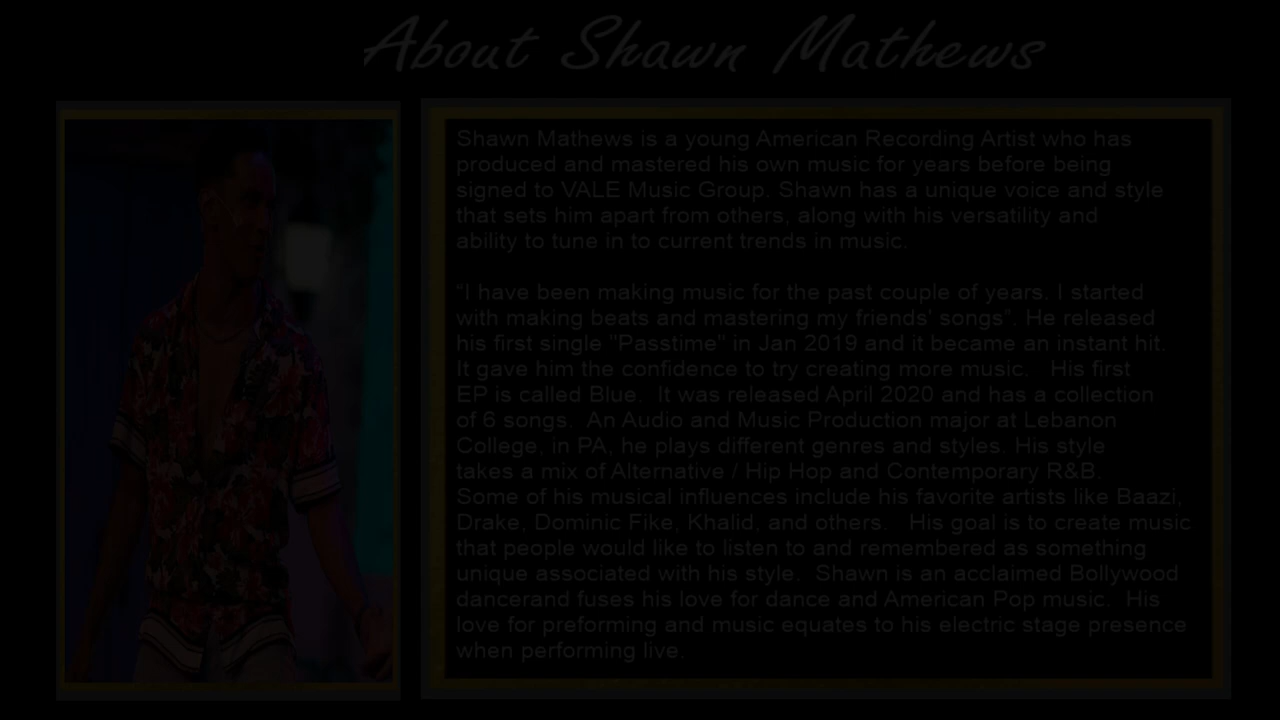 About Shawn Mathews
Shawn Mathews is a young American Recording Artist who has
produced and mastered his own music for years before being
signed to VALE Music Group. Shawn has a unique voice and style
that sets him apart from others, along with his versatility and
ability to tune in to current trends in music.
“I have been making music for the past couple of years. I started
with making beats and mastering my friends' songs”. He released
his first single "Passtime" in Jan 2019 and it became an instant hit.
It gave him the confidence to try creating more music.   His first
EP is called Blue.  It was released April 2020 and has a collection
of 6 songs.  An Audio and Music Production major at Lebanon
College, in PA, he plays different genres and styles. His style
takes a mix of Alternative / Hip Hop and Contemporary R&B.
Some of his musical influences include his favorite artists like Baazi,
Drake, Dominic Fike, Khalid, and others.   His goal is to create music
that people would like to listen to and remembered as something
unique associated with his style.  Shawn is an acclaimed Bollywood
dancerand fuses his love for dance and American Pop music.  His
love for preforming and music equates to his electric stage presence
when performing live.